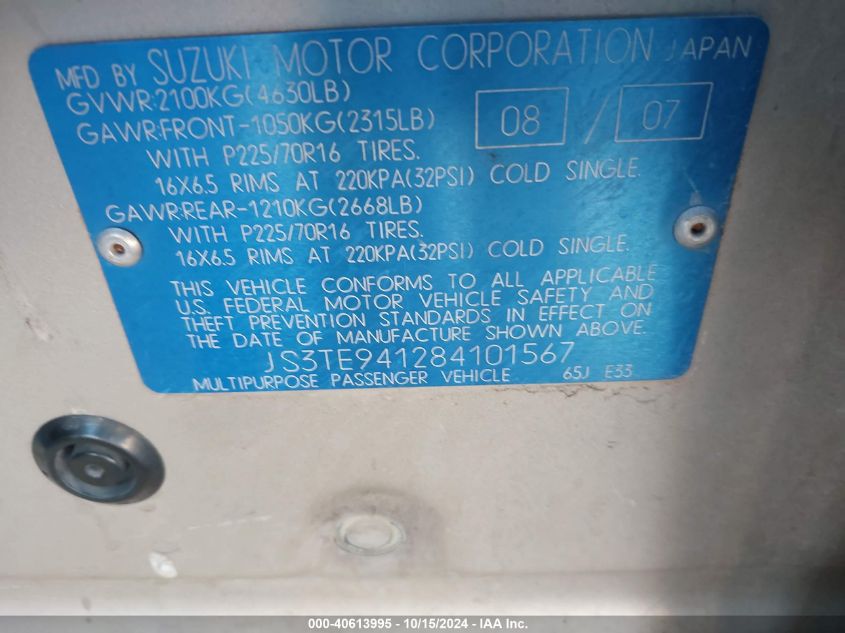 MFD BY SUZUKI MOTOR CORPORATION JAPAN
GVWR:2100KG(4630LB)
GAWR:FRONT-1050KG(2315LB) 08 / 07
WITH P225/70R16 TIRES.
16X6.5 RIMS AT 220KPA(32PSI) COLD SINGLE.
GAWR:REAR-1210KG(2668LB)
WITH P225/70R16 TIRES.
16X6.5 RIMS AT 220KPA(32PSI) COLD SINGLE.
THIS VEHICLE CONFORMS TO ALL APPLICABLE
U.S. FEDERAL MOTOR VEHICLE SAFETY AND
THEFT PREVENTION STANDARDS IN EFFECT ON
THE DATE OF MANUFACTURE SHOWN ABOVE.
JS3TE941284101567
MULTIPURPOSE PASSENGER VEHICLE 65J E33
000-40613995 - 10/15/2024 - IAA Inc.